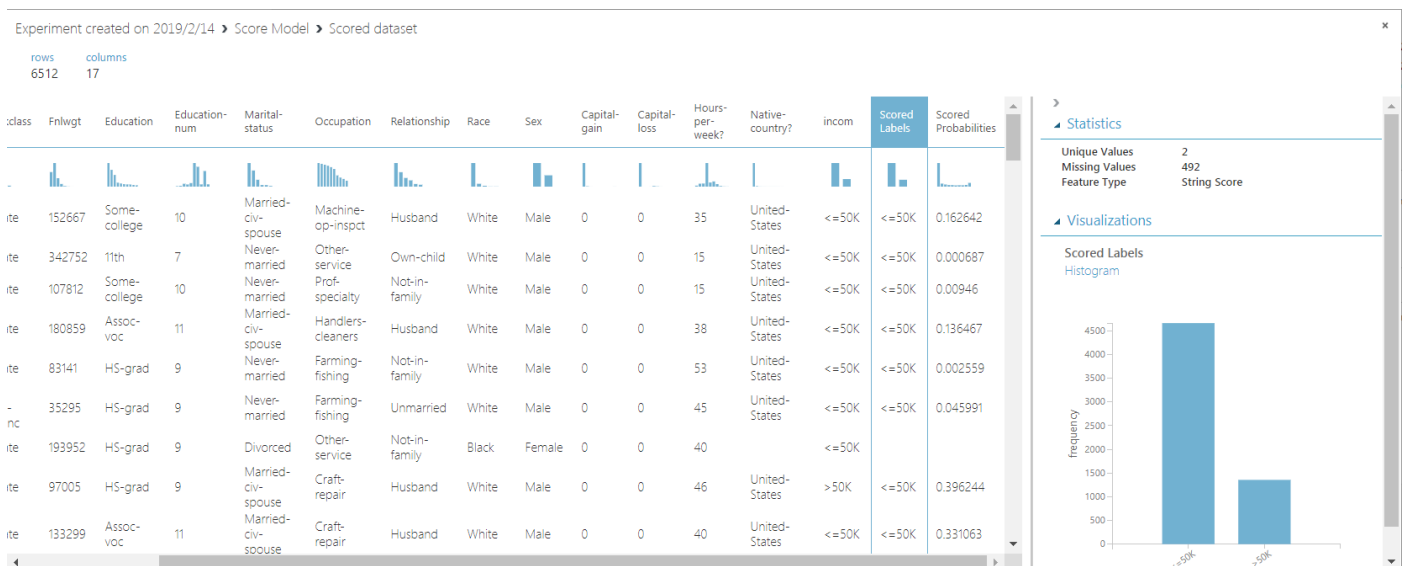 Experiment created on 2019/2/14 > Score Model > Scored dataset
rows columns
6512 17
Fnlwgt Education Education-num Marital-status Occupation Relationship Race Sex Capital-gain Capital-loss Hours-per-week? Native-country? incom Scored Labels Scored Probabilities
152667 Some-college 10 Married-civ-spouse Machine-op-inspct Husband White Male 0 0 35 United-States <=50K <=50K 0.162642
342752 11th 7 Never-married Other-service Own-child White Male 0 0 15 United-States <=50K <=50K 0.000687
107812 Some-college 10 Never-married Prof-specialty Not-in-family White Male 0 0 15 United-States <=50K <=50K 0.00946
180859 Assoc-voc 11 Married-civ-spouse Handlers-cleaners Husband White Male 0 0 38 United-States <=50K <=50K 0.136467
83141 HS-grad 9 Never-married Farming-fishing Not-in-family White Male 0 0 53 United-States <=50K <=50K 0.002559
35295 HS-grad 9 Never-married Farming-fishing Unmarried White Male 0 0 45 United-States <=50K <=50K 0.045991
193952 HS-grad 9 Divorced Other-service Not-in-family Black Female 0 0 40 <=50K
97005 HS-grad 9 Married-civ-spouse Craft-repair Husband White Male 0 0 46 United-States >50K <=50K 0.396244
133299 Assoc-voc 11 Married-civ-spouse Craft-repair Husband White Male 0 0 40 United-States <=50K <=50K 0.331063
Statistics
Unique Values 2
Missing Values 492
Feature Type String Score
Visualizations
Scored Labels
Histogram
4500
4000
3500
3000
2500
2000
1500
1000
500
0
frequency
>50K